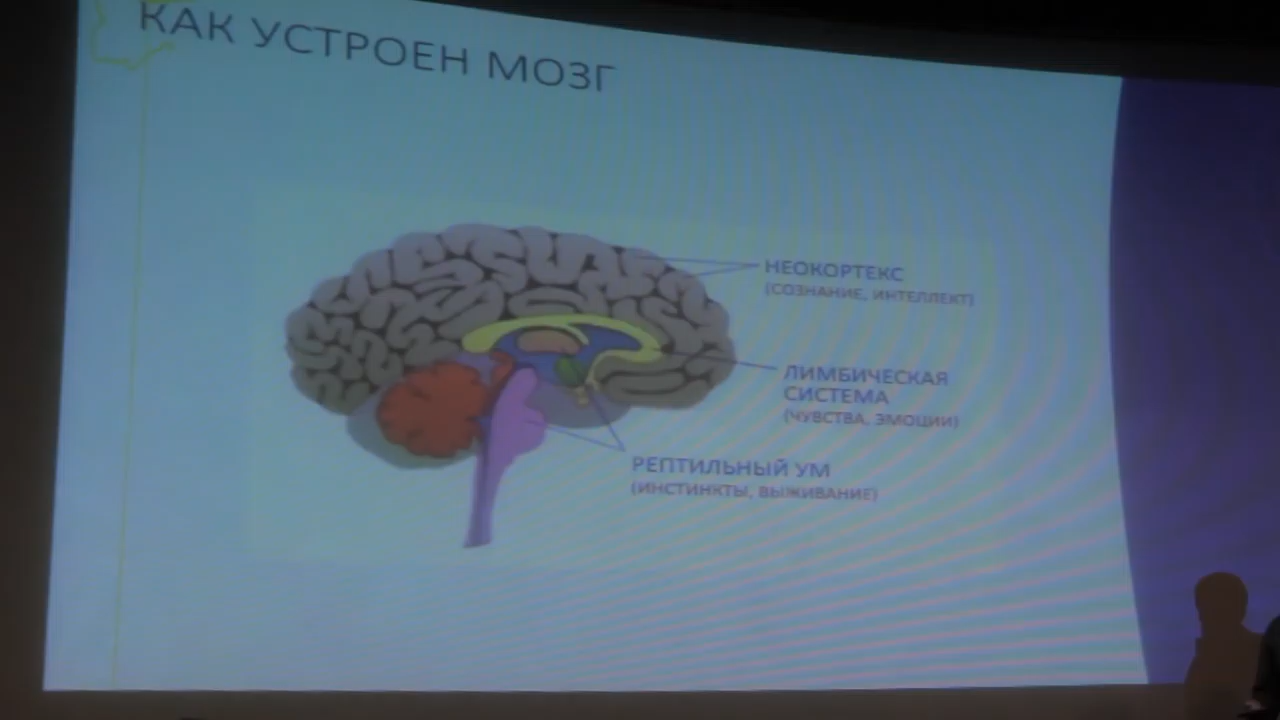 КАК УСТРОЕН МОЗГ
НЕОКОРТЕКС
(СОЗНАНИЕ, ИНТЕЛЛЕКТ)
ЛИМБИЧЕСКАЯ
СИСТЕМА
(ЧУВСТВА, ЭМОЦИИ)
РЕПТИЛЬНЫЙ УМ
(ИНСТИНКТЫ, ВЫЖИВАНИЕ)